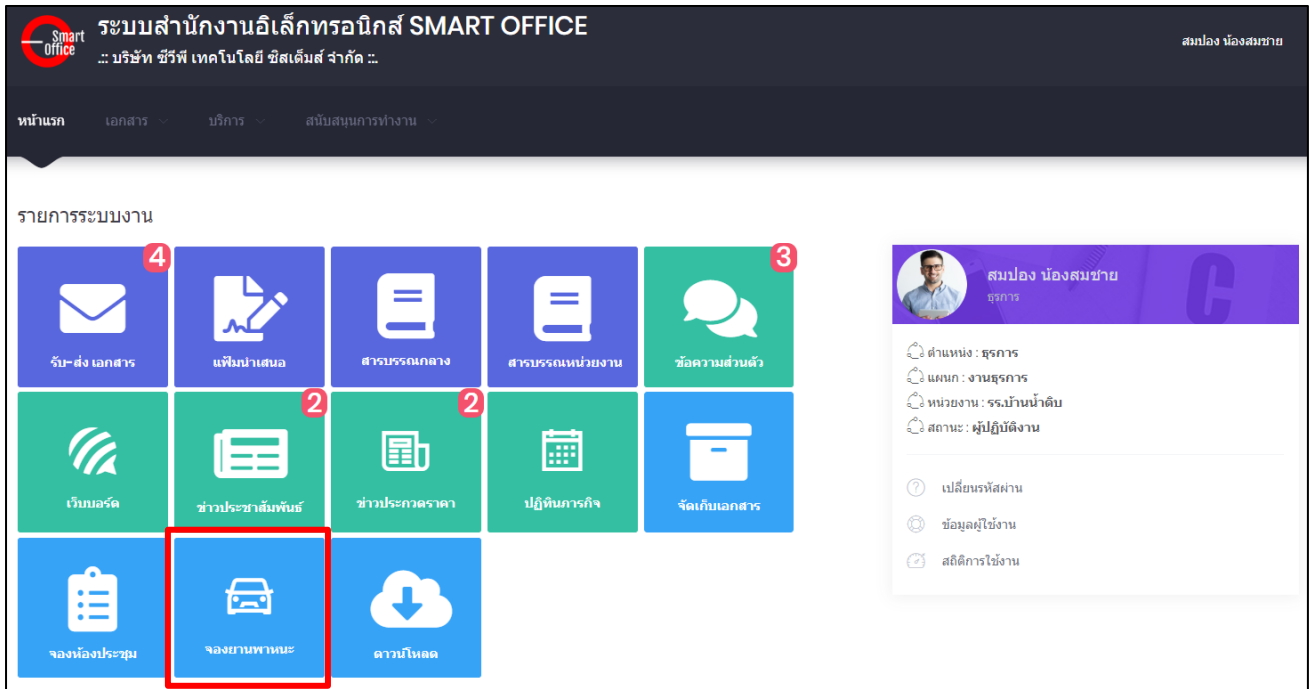 Smart
Office
ระบบสำนักงานอิเล็กทรอนิกส์ SMART OFFICE
.:: บริษัท ซีวีพี เทคโนโลยี ซิสเต็มส์ จำกัด ::.
สมปอง น้องสมชาย
หน้าแรก เอกสาร บริการ สนับสนุนการทำงาน
รายการระบบงาน
4
3
รับ-ส่ง เอกสาร
แฟ้มนำเสนอ
สารบรรณกลาง
สารบรรณหน่วยงาน
ข้อความส่วนตัว
2
2
เว็บบอร์ด
ข่าวประชาสัมพันธ์
ข่าวประกวดราคา
ปฏิทินภารกิจ
จัดเก็บเอกสาร
จองห้องประชุม
จองยานพาหนะ
ดาวน์โหลด
สมปอง น้องสมชาย
ธุรการ
C
ตำแหน่ง : ธุรการ
แผนก : งานธุรการ
หน่วยงาน : รร.บ้านน้ำดิบ
สถานะ : ผู้ปฏิบัติงาน
เปลี่ยนรหัสผ่าน
ข้อมูลผู้ใช้งาน
สถิติการใช้งาน